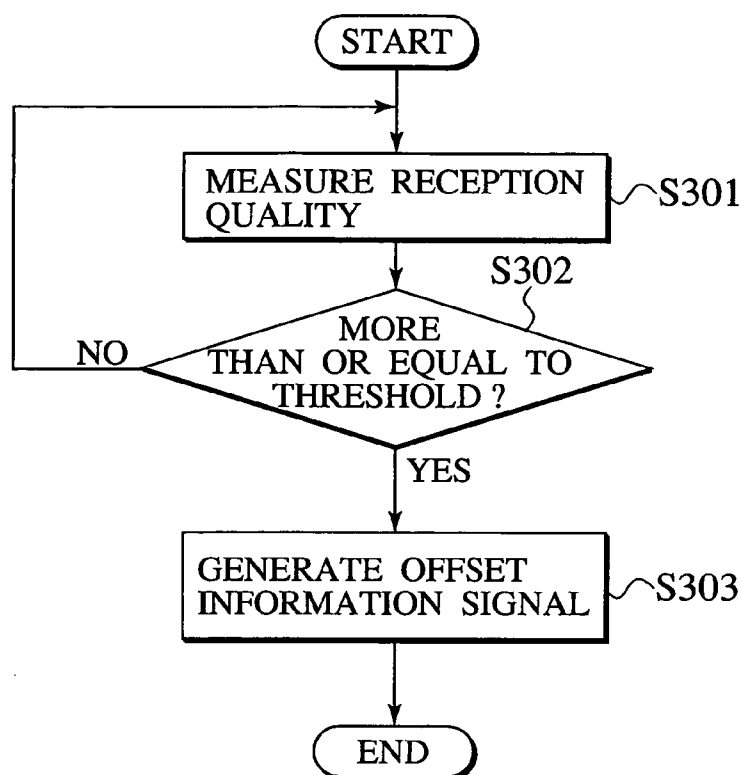 START
MEASURE RECEPTION
QUALITY
S301
S302
MORE
THAN OR EQUAL TO
THRESHOLD ?
NO
YES
GENERATE OFFSET
INFORMATION SIGNAL
S303
END